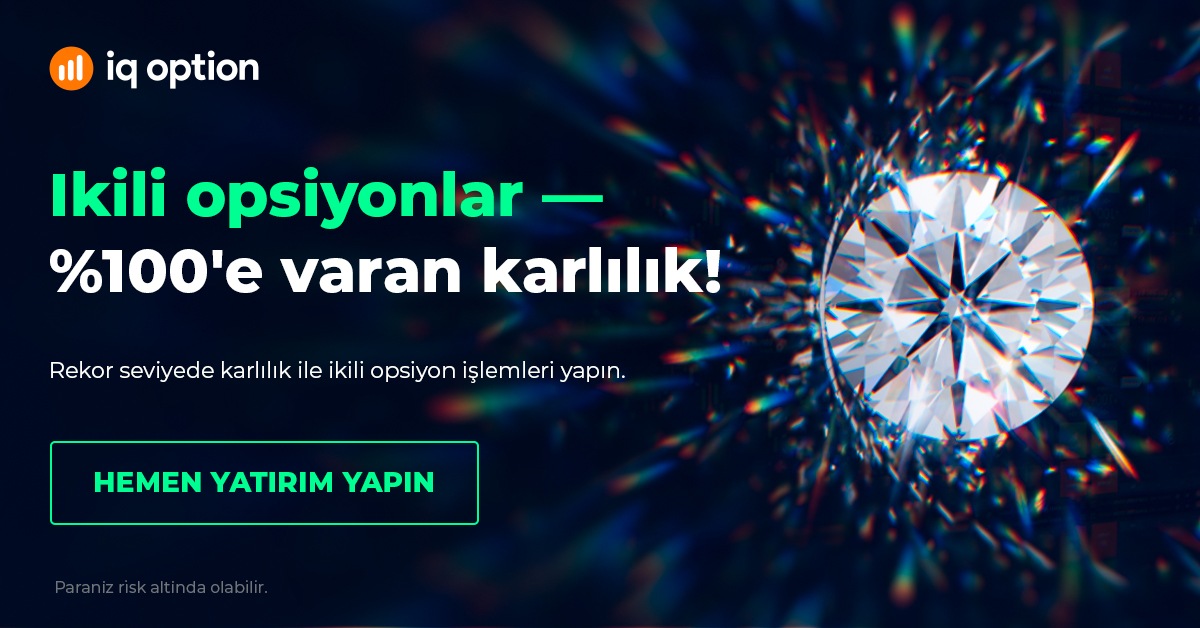 iq option
Ikili opsiyonlar —
%100'e varan karlılık!
Rekor seviyede karlılık ile ikili opsiyon işlemleri yapın.
HEMEN YATIRIM YAPIN
Paraniz risk altinda olabilir.